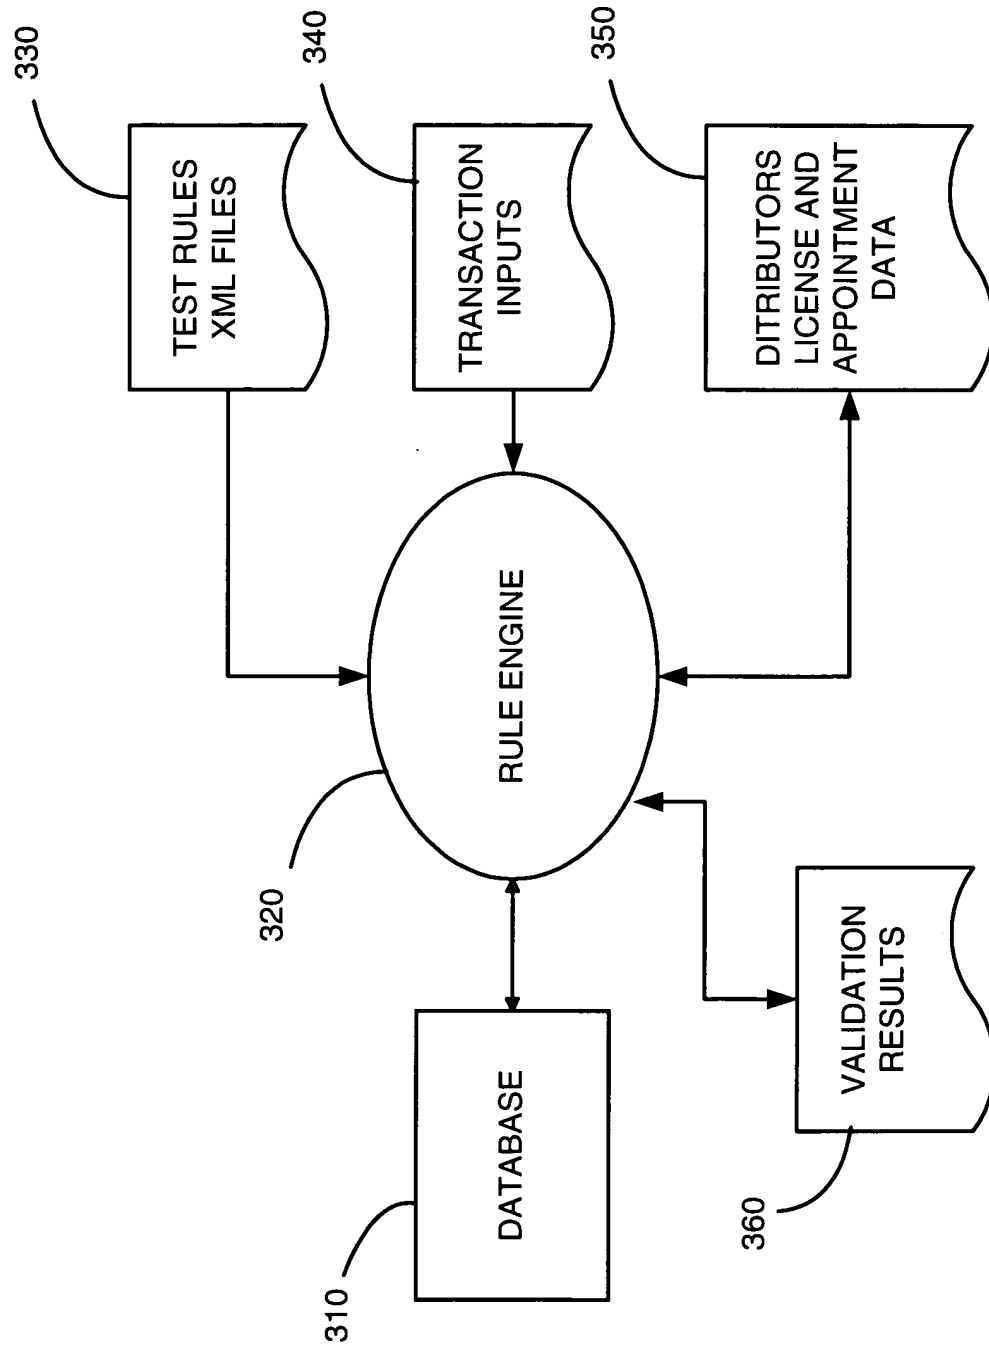 330
TEST RULES
XML FILES
340
TRANSACTION
INPUTS
350
DITRIBUTORS
LICENSE AND
APPOINTMENT
DATA
320
RULE ENGINE
310
DATABASE
360
VALIDATION
RESULTS